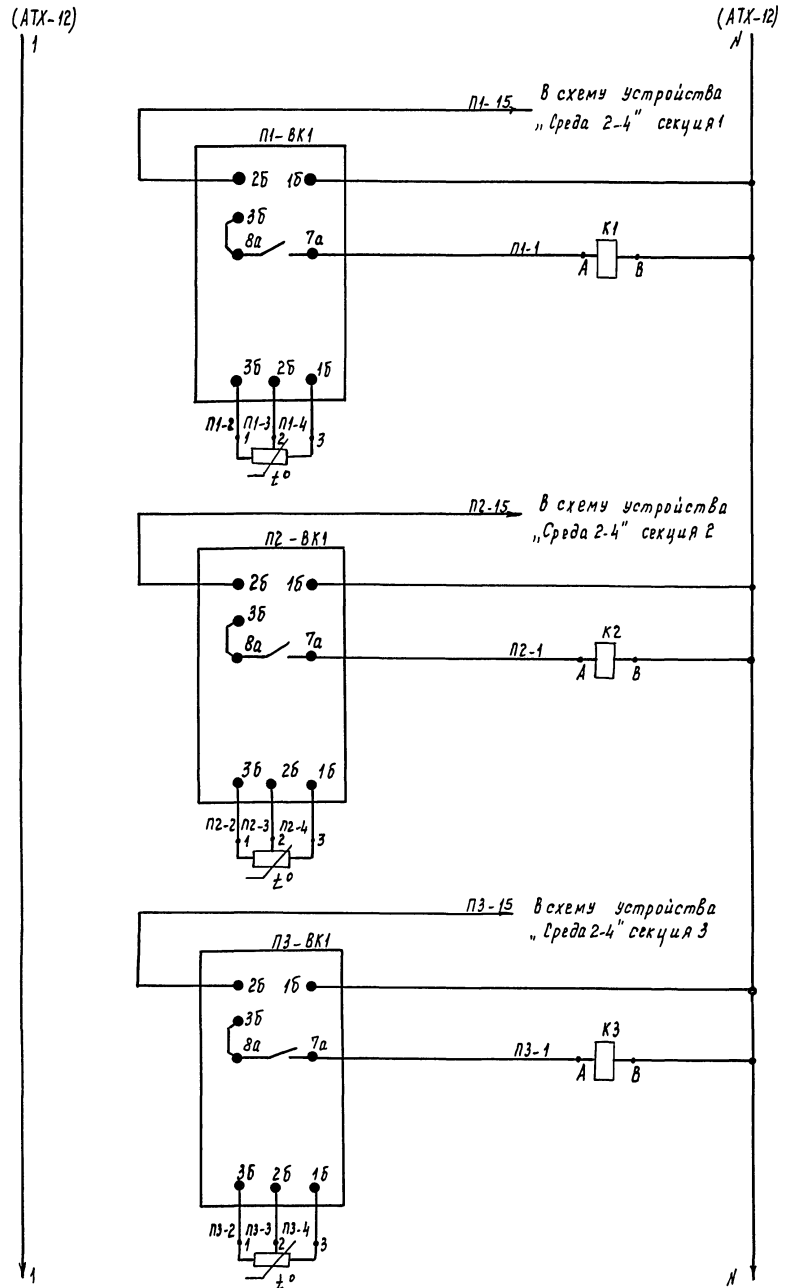 (АТХ-12) (АТХ-12)
1 N
П1-15 В схему устройства
„Среда 2-4" секция 1
П1-ВК1
2б 1б
3б
8а 7а П1-1 А К1 В
3б 2б 1б
П1-2 П1-3 П1-4
1 2 3
t°
П2-15 В схему устройства
„Среда 2-4" секция 2
П2-ВК1
2б 1б
3б
8а 7а П2-1 А К2 В
3б 2б 1б
П2-2 П2-3 П2-4
1 2 3
t°
П3-15 В схему устройства
„Среда 2-4" секция 3
П3-ВК1
2б 1б
3б
8а 7а П3-1 А К3 В
3б 2б 1б
П3-2 П3-3 П3-4
1 2 3
t°
1 N